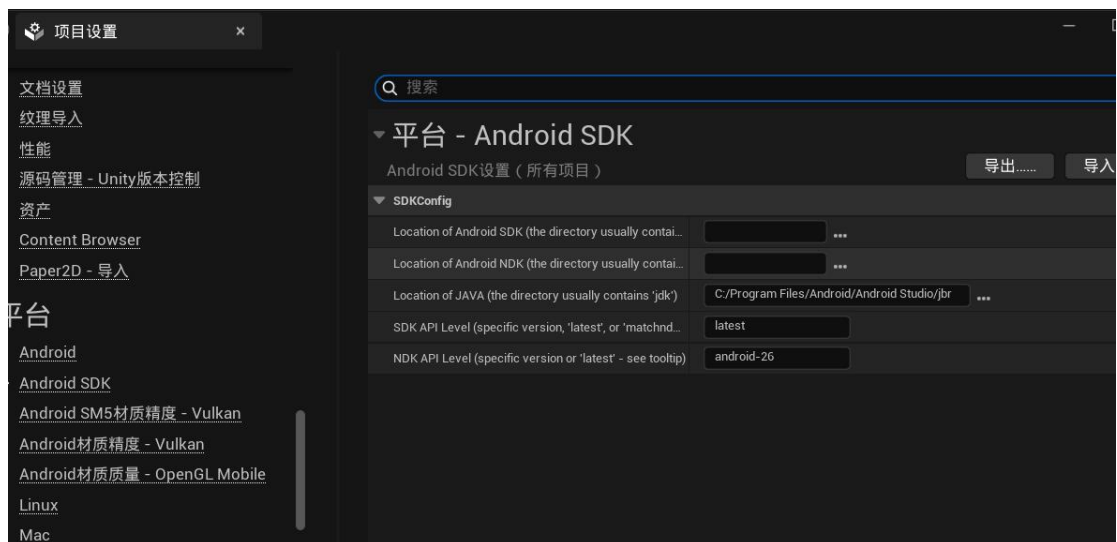 项目设置
文档设置
纹理导入
性能
源码管理 - Unity版本控制
资产
Content Browser
Paper2D - 导入
平台
Android
Android SDK
Android SM5材质精度 - Vulkan
Android材质精度 - Vulkan
Android材质质量 - OpenGL Mobile
Linux
Mac
搜索
平台 - Android SDK
Android SDK设置 ( 所有项目 )
导出...... 导入
SDKConfig
Location of Android SDK (the directory usually contai...
Location of Android NDK (the directory usually contai...
Location of JAVA (the directory usually contains 'jdk') C:/Program Files/Android/Android Studio/jbr
SDK API Level (specific version, 'latest', or 'matchnd... latest
NDK API Level (specific version or 'latest' - see tooltip) android-26